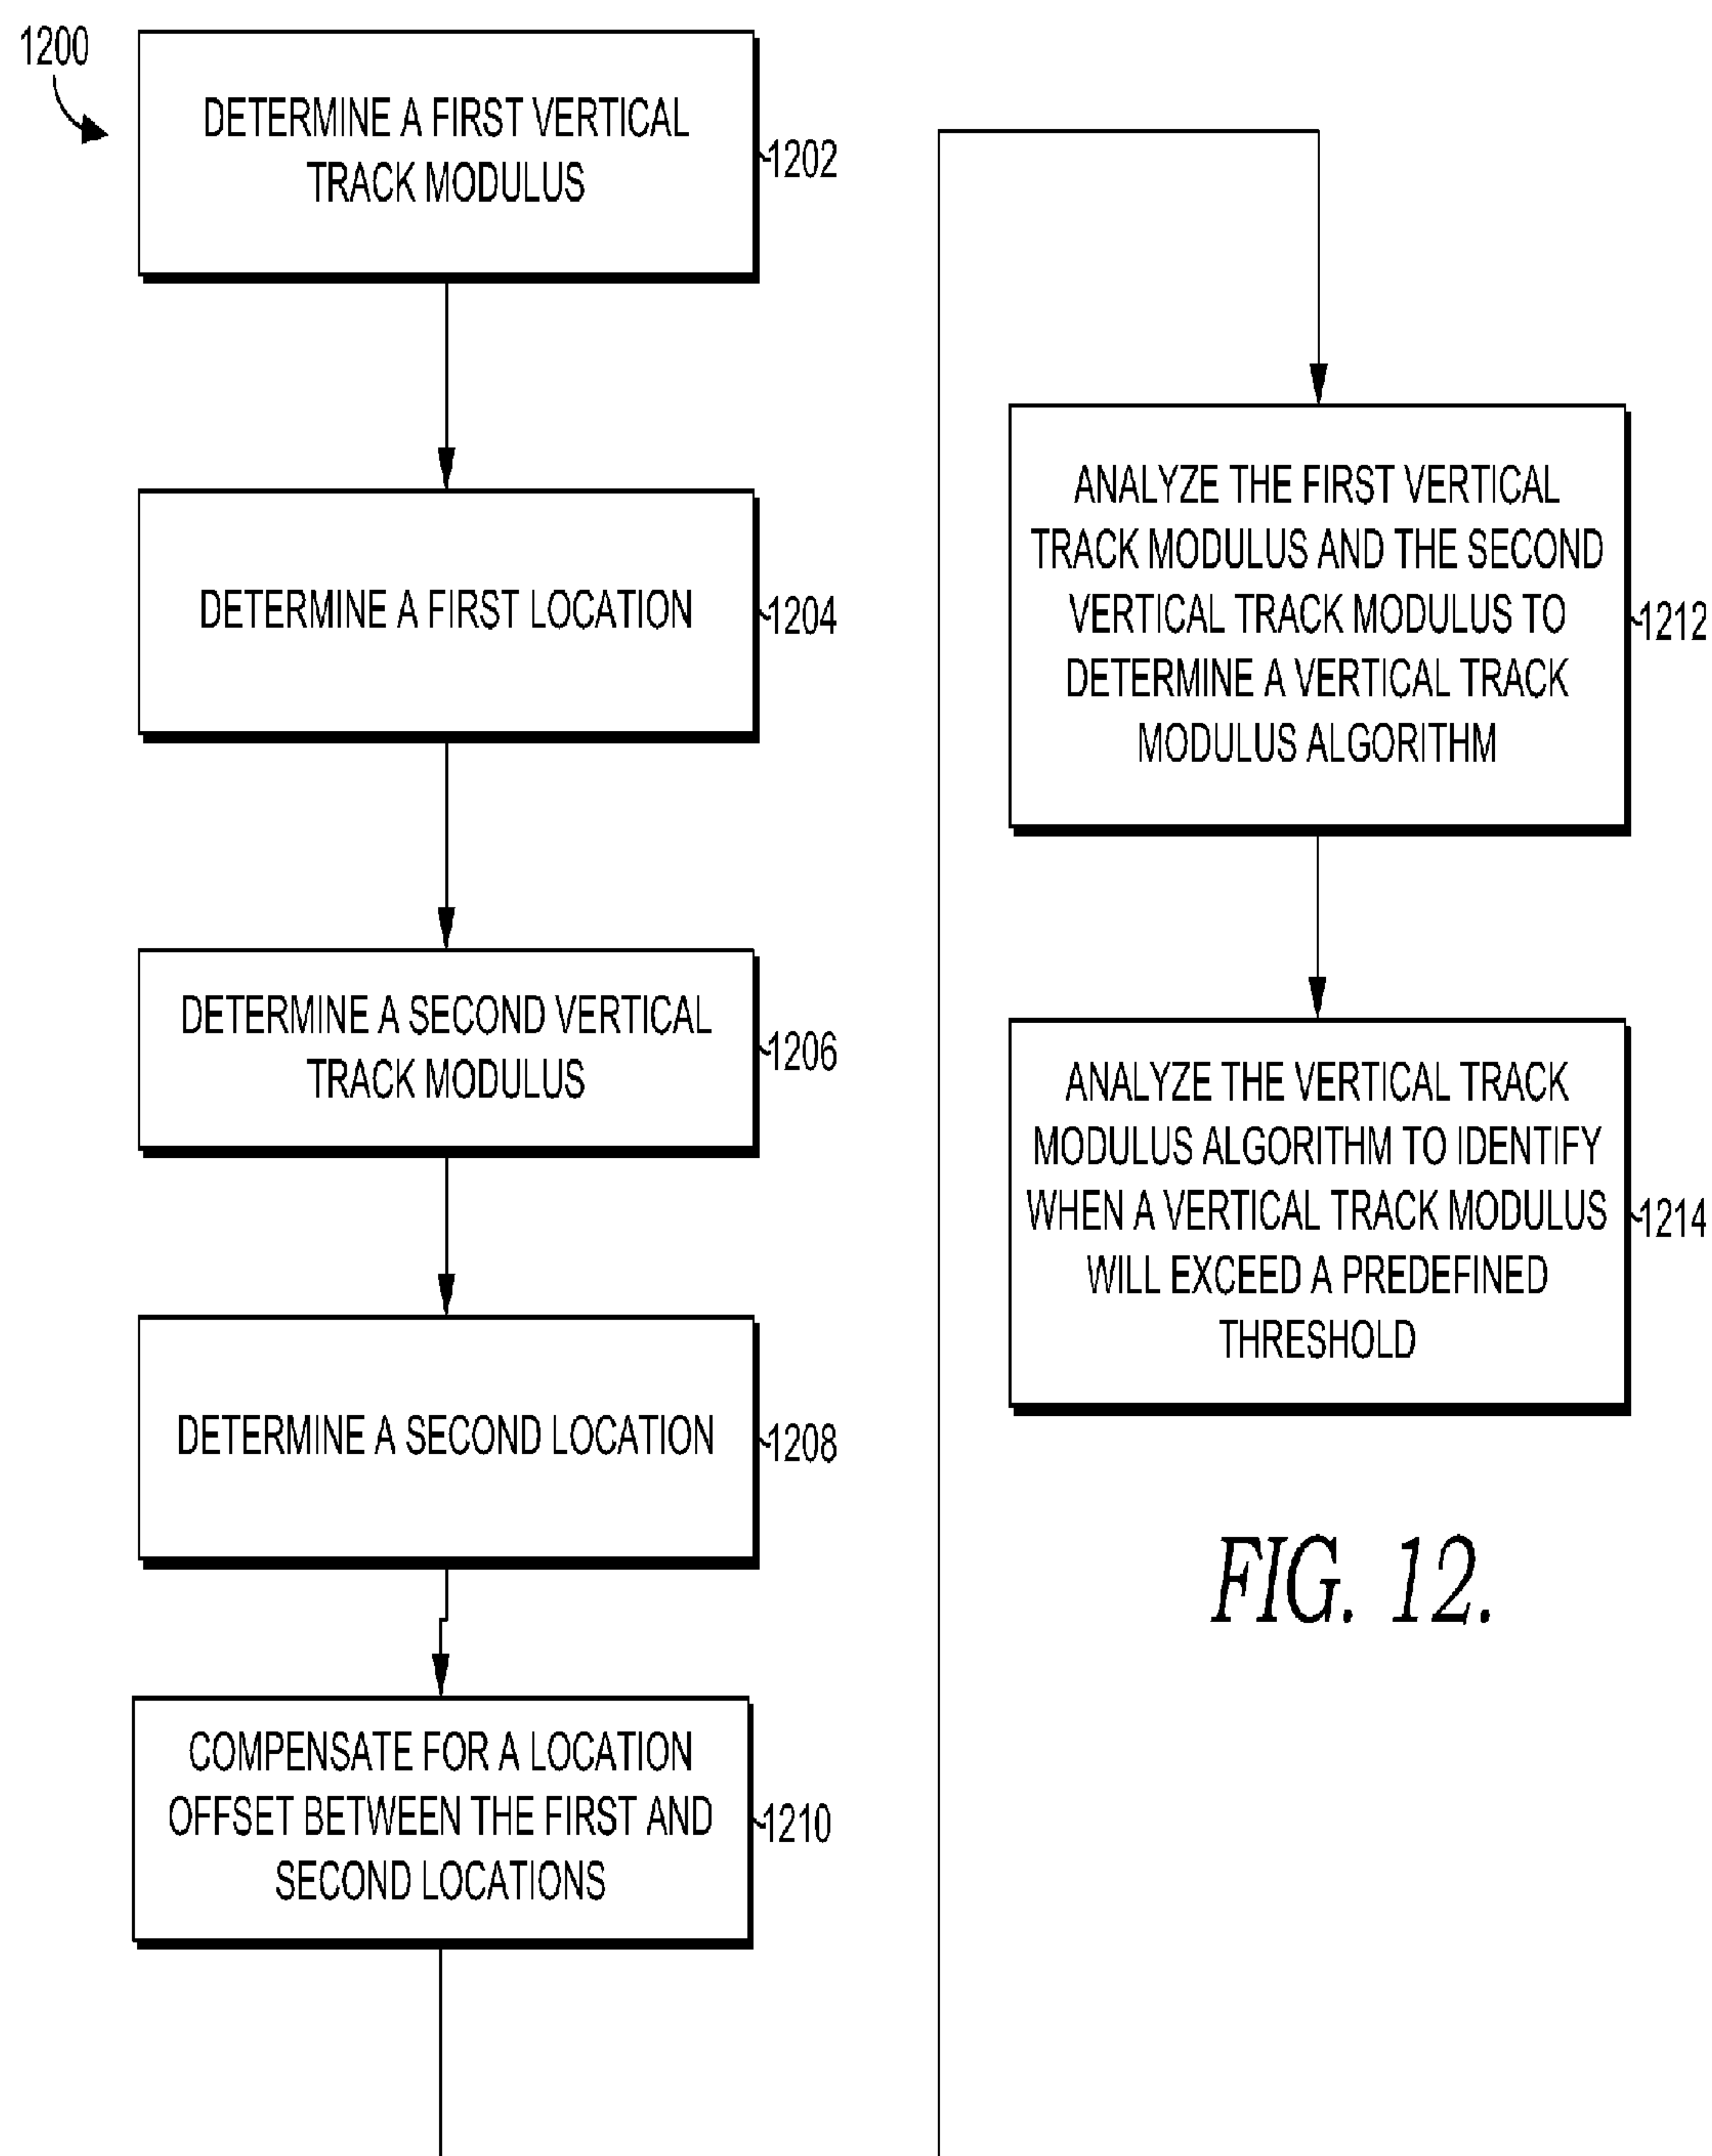 1200
DETERMINE A FIRST VERTICAL
TRACK MODULUS
1202
DETERMINE A FIRST LOCATION
1204
DETERMINE A SECOND VERTICAL
TRACK MODULUS
1206
DETERMINE A SECOND LOCATION
1208
COMPENSATE FOR A LOCATION
OFFSET BETWEEN THE FIRST AND
SECOND LOCATIONS
1210
ANALYZE THE FIRST VERTICAL
TRACK MODULUS AND THE SECOND
VERTICAL TRACK MODULUS TO
DETERMINE A VERTICAL TRACK
MODULUS ALGORITHM
1212
ANALYZE THE VERTICAL TRACK
MODULUS ALGORITHM TO IDENTIFY
WHEN A VERTICAL TRACK MODULUS
WILL EXCEED A PREDEFINED
THRESHOLD
1214
FIG. 12.